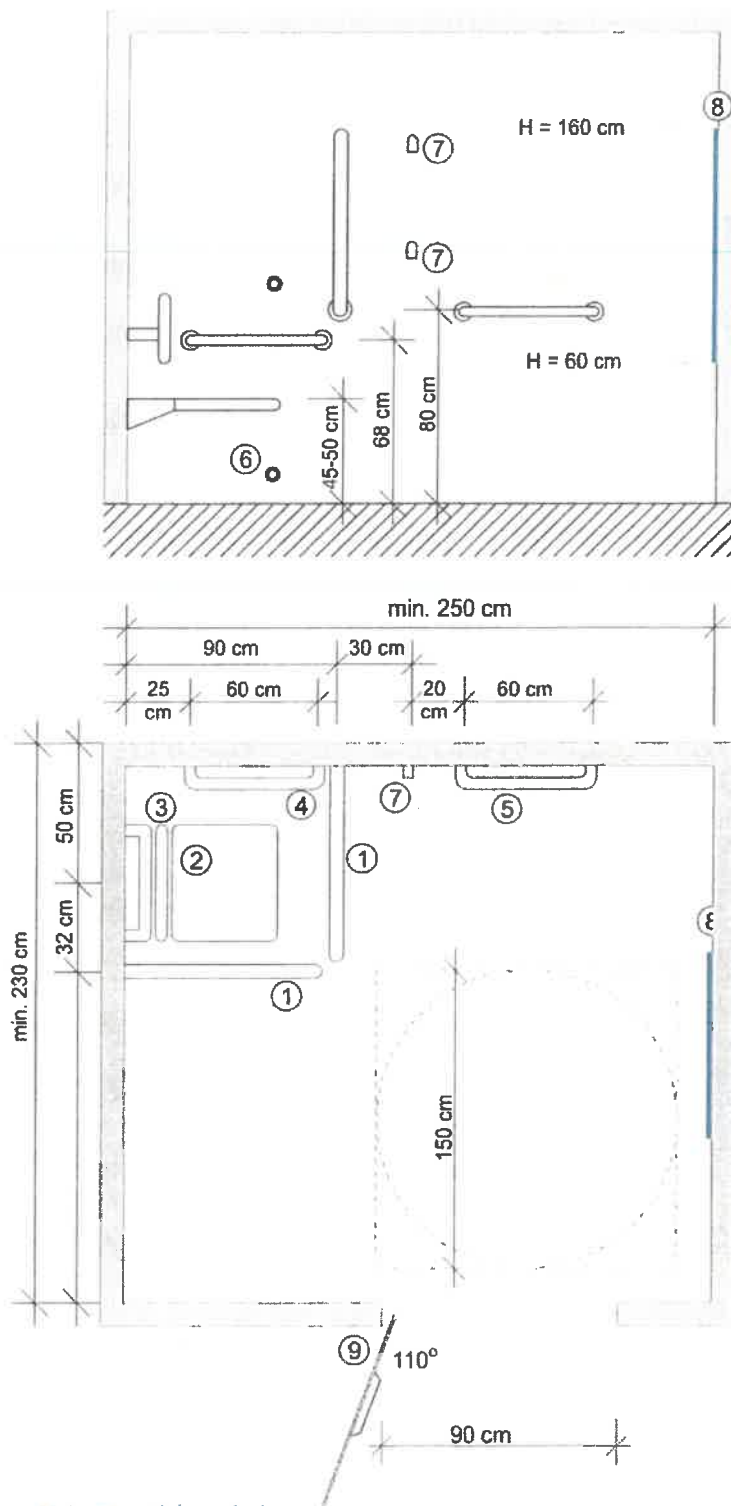 8
H = 160 cm
7
7
H = 60 cm
6
45-50 cm
68 cm
80 cm
min. 250 cm
90 cm
30 cm
25
cm
60 cm
20
cm
60 cm
min. 230 cm
50 cm
32 cm
3
4
7
5
2
1
8
1
150 cm
9
110°
90 cm